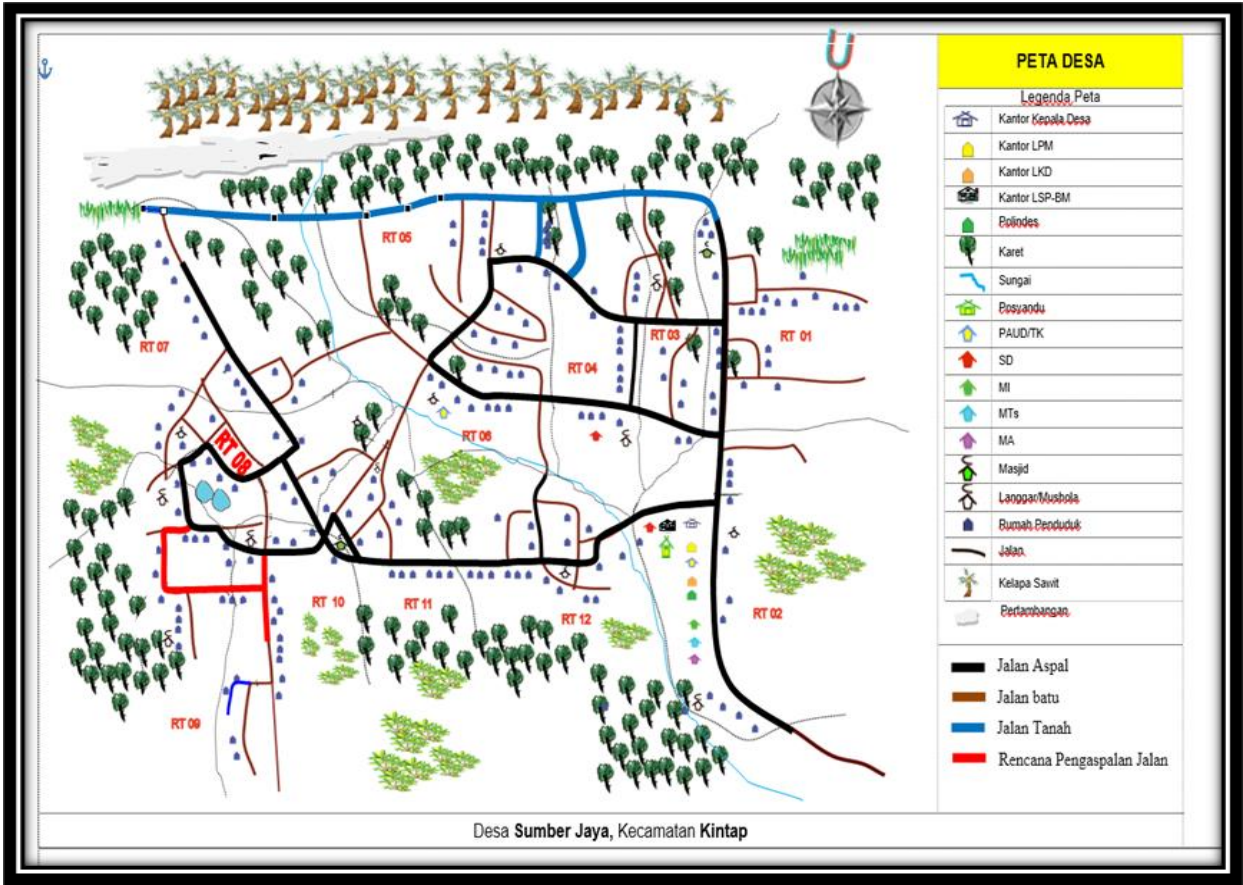 PETA DESA
Legenda Peta
Kantor Kepala Desa
Kantor LPM
Kantor LKD
Kantor LSP-BM
Polindes
Karet
Sungai
Posyandu
PAUD/TK
SD
MI
MTs
MA
Masjid
Langgar/Mushola
Rumah Penduduk
Jalan
Kelapa Sawit
Pertambangan
Jalan Aspal
Jalan batu
Jalan Tanah
Rencana Pengaspalan Jalan
RT 05
RT 07
RT 03
RT 01
RT 04
RT 06
RT 08
RT 10
RT 11
RT 12
RT 02
RT 09
Desa Sumber Jaya, Kecamatan Kintap